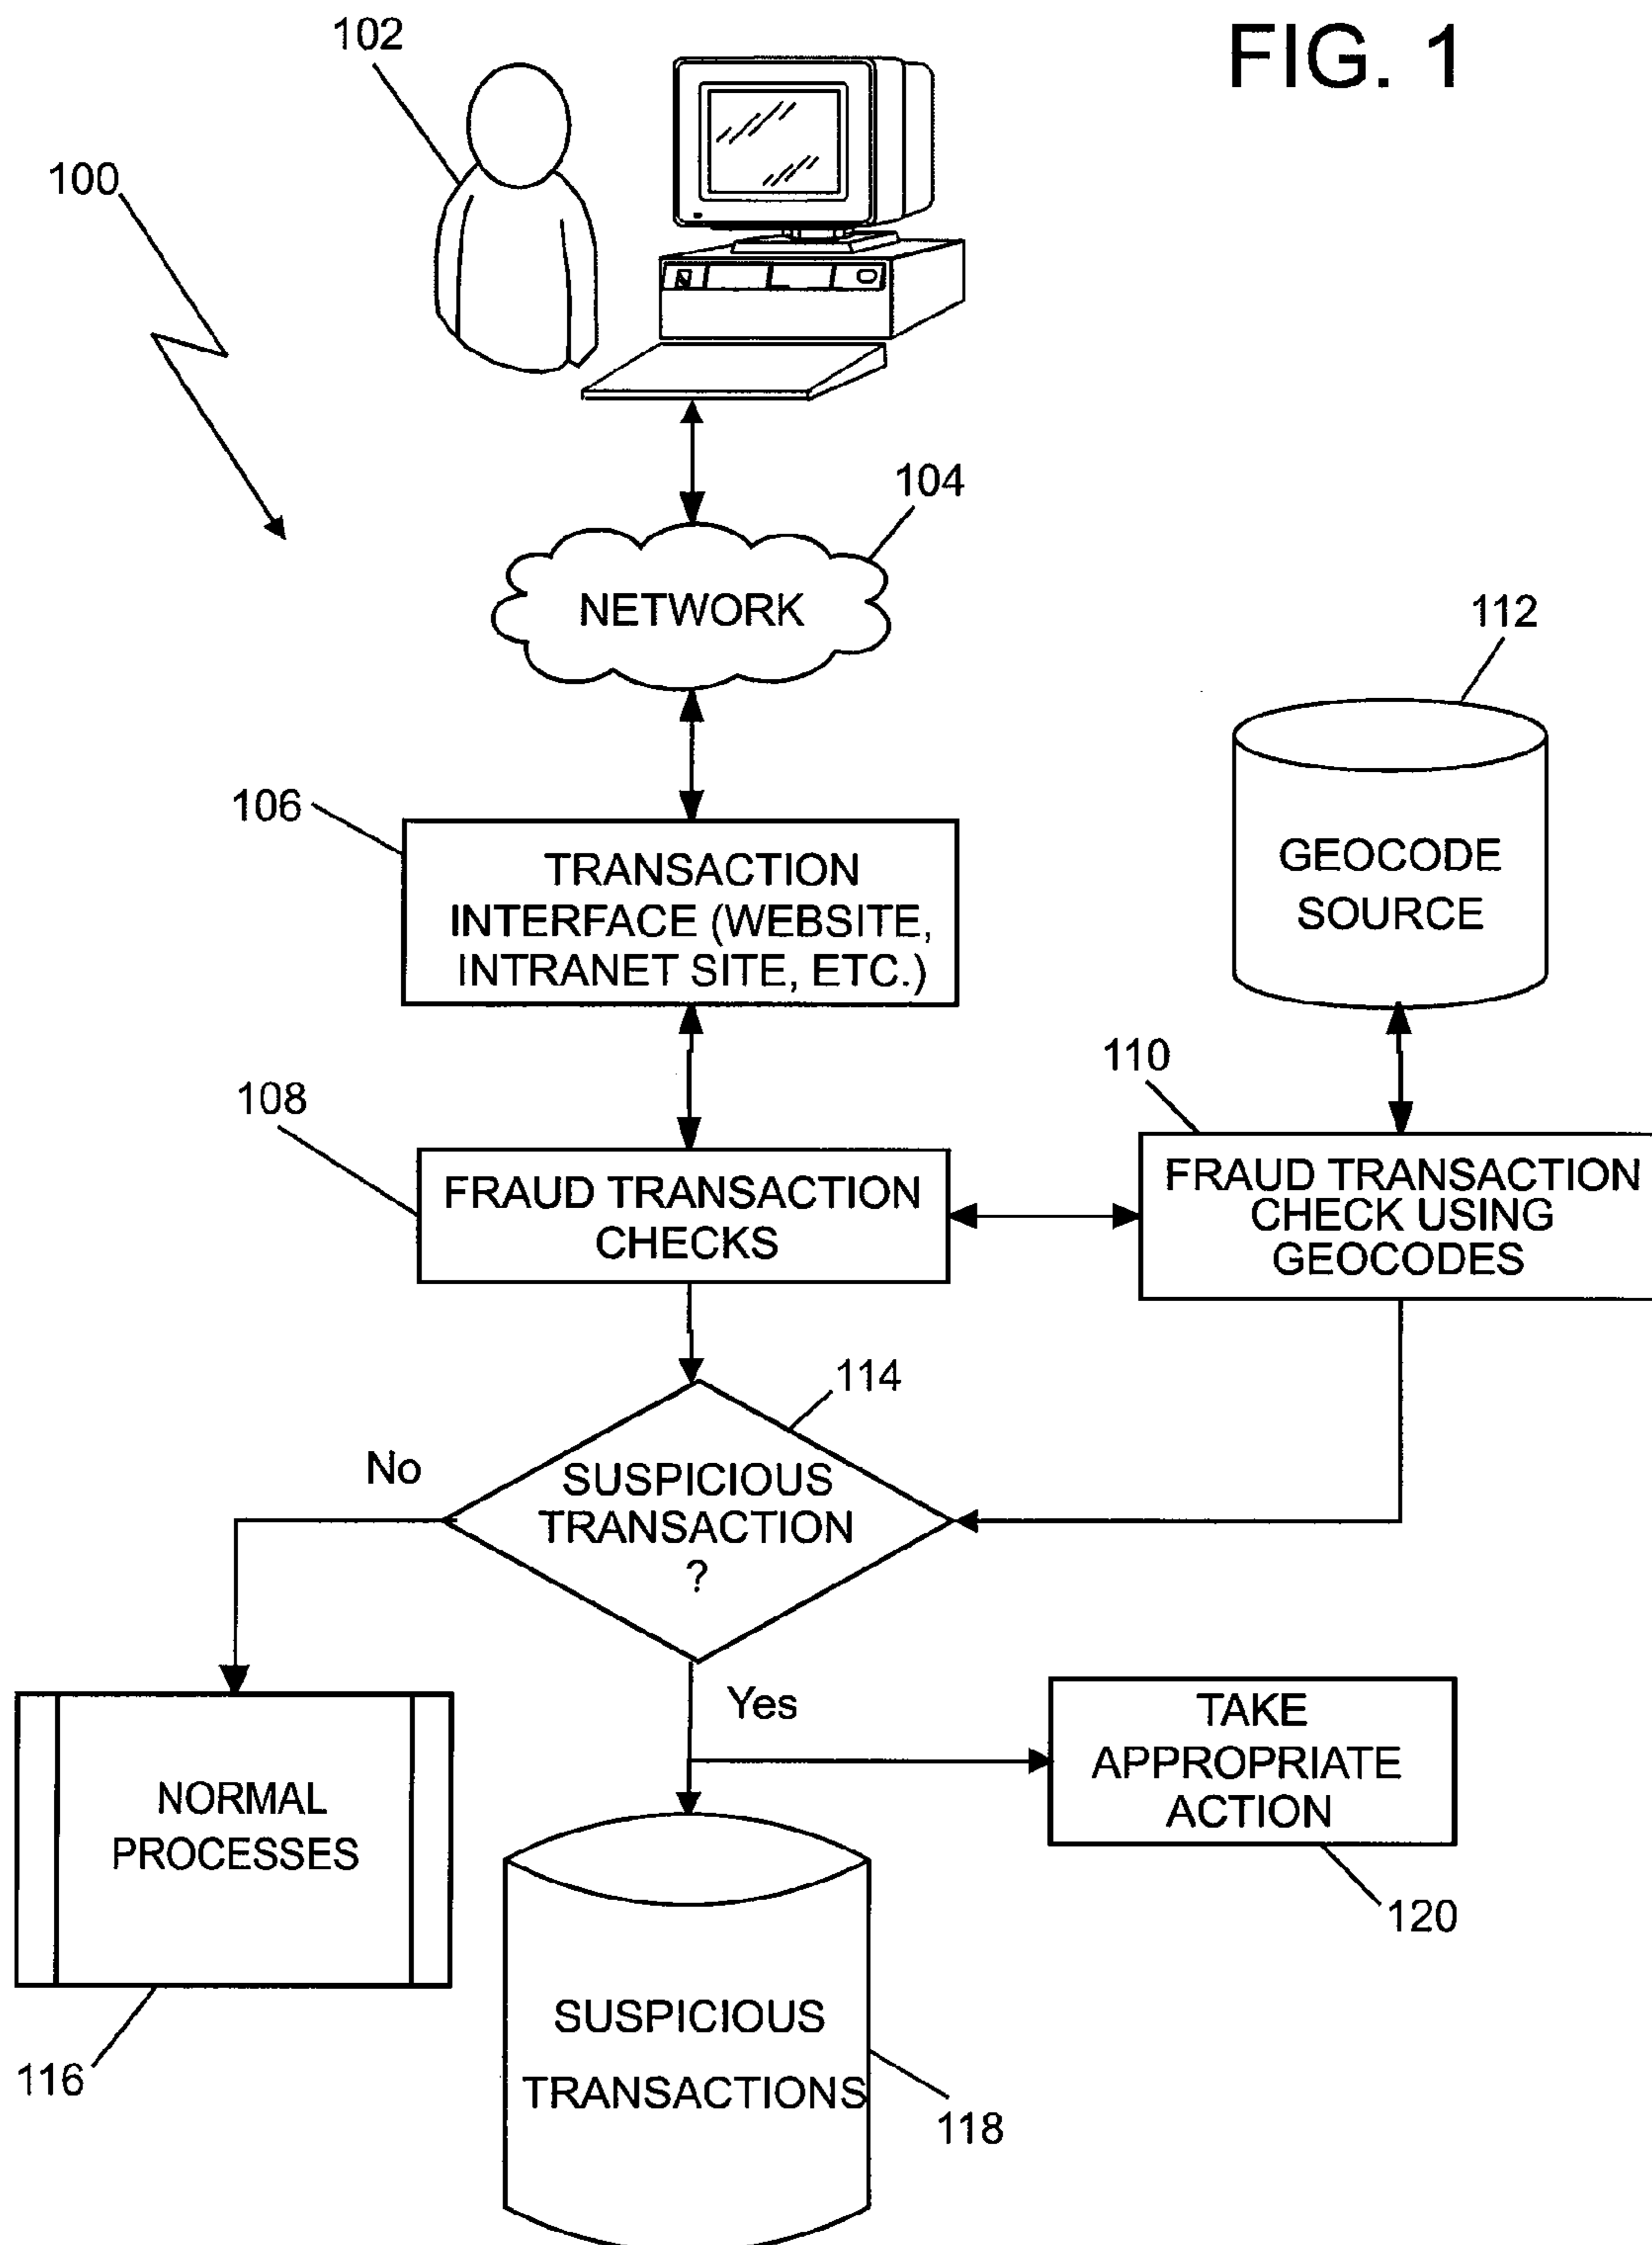 FIG. 1
102
100
104
NETWORK
112
GEOCODE
SOURCE
106
TRANSACTION
INTERFACE (WEBSITE,
INTRANET SITE, ETC.)
110
108
FRAUD TRANSACTION
CHECKS
FRAUD TRANSACTION
CHECK USING
GEOCODES
114
No
SUSPICIOUS
TRANSACTION
?
Yes
TAKE
APPROPRIATE
ACTION
120
NORMAL
PROCESSES
116
SUSPICIOUS
TRANSACTIONS
118